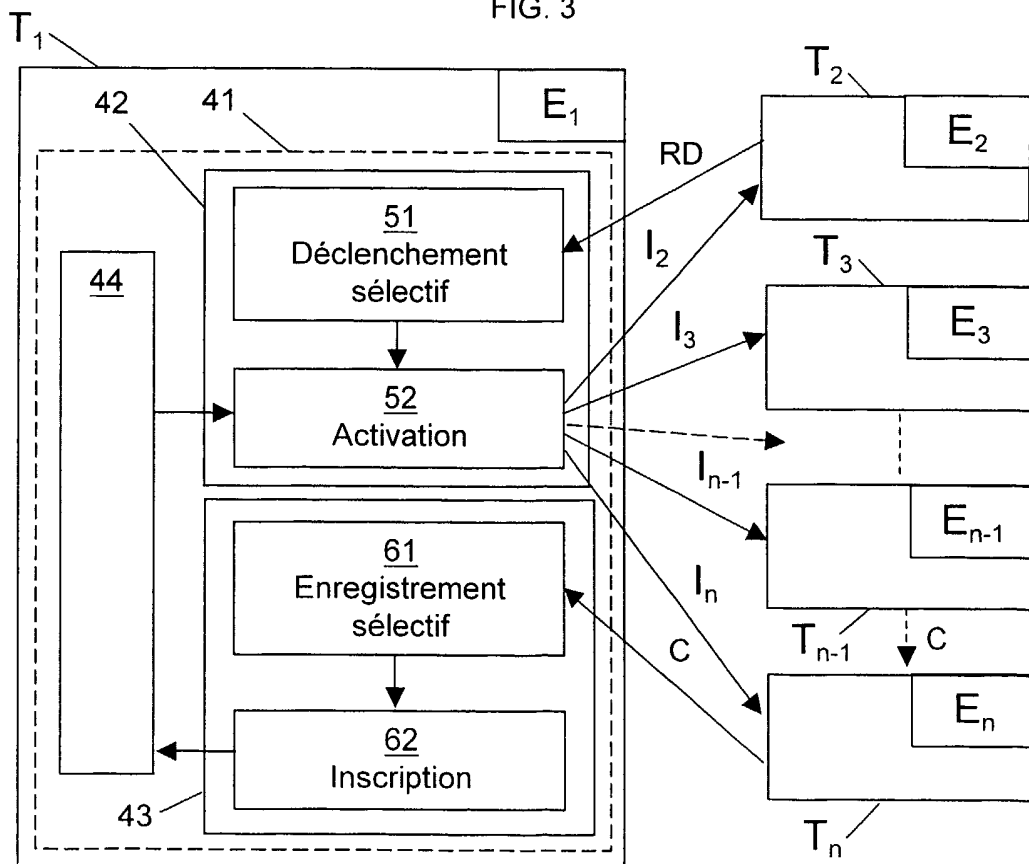 FIG. 3
T1
42
41
E1
T2
E2
RD
51
Déclenchement
sélectif
I2
44
T3
E3
I3
52
Activation
In-1
En-1
61
Enregistrement
sélectif
In
C
Tn-1
C
En
62
Inscription
43
Tn